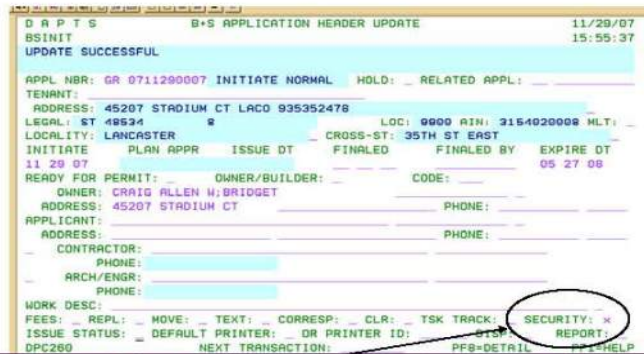 D A P T S B+S APPLICATION HEADER UPDATE 11/29/07
BSINIT 15:55:37
UPDATE SUCCESSFUL
APPL NBR: GR 0711290007 INITIATE NORMAL HOLD: _ RELATED APPL: _
TENANT:
ADDRESS: 45207 STADIUM CT LACO 935352478
LEGAL: ST 48534 8 LOC: 9800 AIN: 3154020008 MLT: _
LOCALITY: LANCASTER CROSS-ST: 35TH ST EAST
INITIATE PLAN APPR ISSUE DT FINALED FINALED BY EXPIRE DT
11 29 07 05 27 08
READY FOR PERMIT: _ OWNER/BUILDER: _ CODE: ___
OWNER: CRAIG ALLEN W;BRIDGET
ADDRESS: 45207 STADIUM CT PHONE:
APPLICANT:
ADDRESS: PHONE:
_ CONTRACTOR:
PHONE:
_ ARCH/ENGR:
PHONE:
WORK DESC:
FEES: _ REPL: _ MOVE: _ TEXT: _ CORRESP: _ CLR: _ TSK TRACK: _ SECURITY: x
ISSUE STATUS: _ DEFAULT PRINTER: _ OR PRINTER ID: REPORT: _
DPC260 NEXT TRANSACTION: PF8=DETAIL PF1=HELP